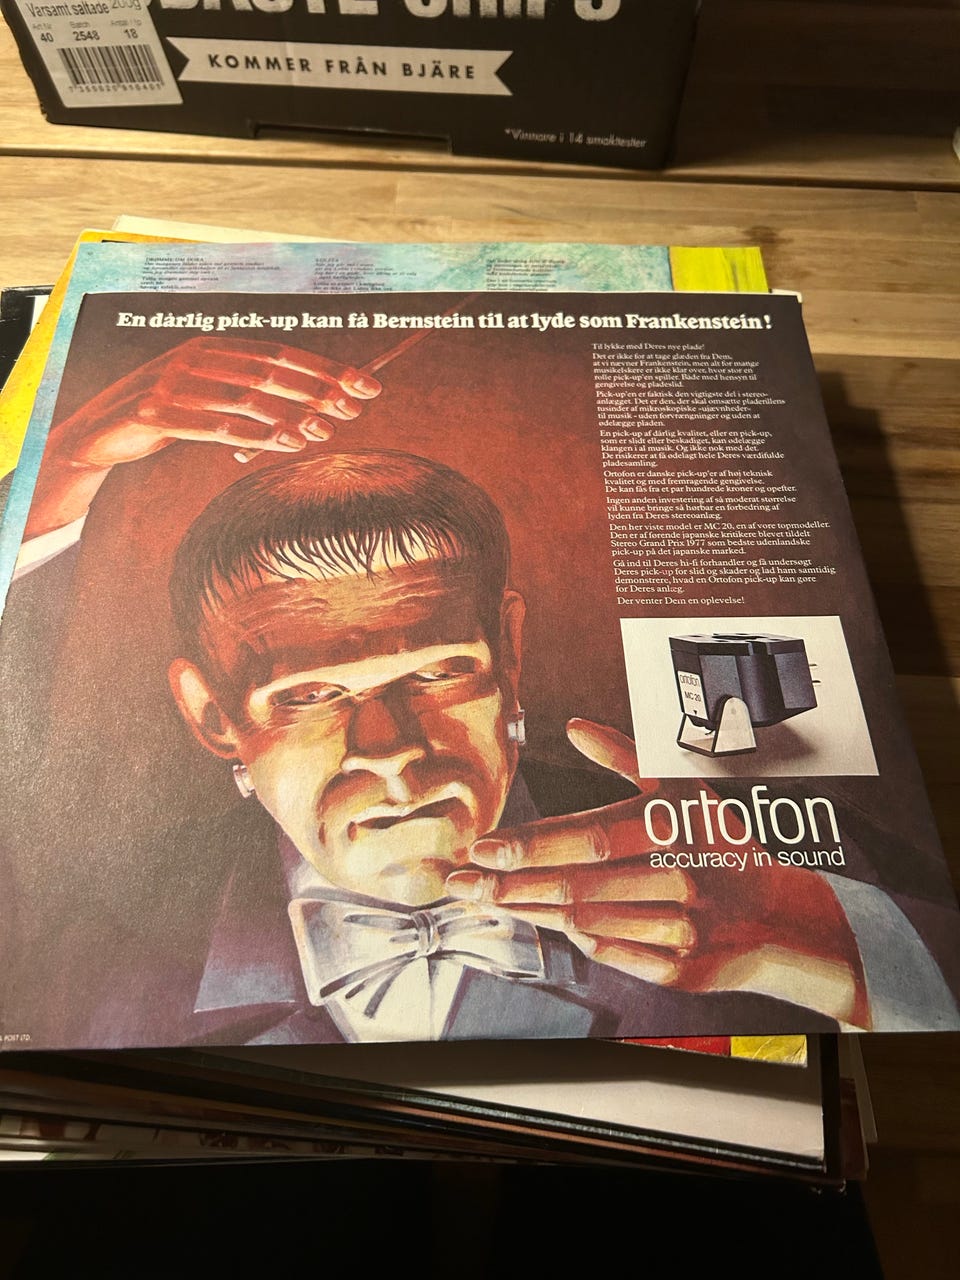 Varsamt saltade 200g
Art Nr
Batch
Antal i fp
40
2548
18
KOMMER FRÅN BJÄRE
*Vinnare i 14 smaktester
DRØMME OM DORA
LOLITA
En dårlig pick-up kan få Bernstein til at lyde som Frankenstein!
Til lykke med Deres nye plade!
Det er ikke for at tage glæden fra Dem,
at vi nævner Frankenstein, men alt for mange
musikelskere er ikke klar over, hvor stor en
rolle pick-up'en spiller. Både med hensyn til
gengivelse og pladeslid.
Pick-up'en er faktisk den vigtigste del i stereo-
anlægget. Det er den, der skal omsætte pladerillens
tusinder af mikroskopiske ujævnheder
til musik - uden forvrængninger og uden at
ødelægge pladen.
En pick-up af dårlig kvalitet, eller en pick-up,
som er slidt eller beskadiget, kan ødelægge
klangen i al musik. Og ikke nok med det.
De risikerer at få ødelagt hele Deres værdifulde
pladesamling.
Ortofon er danske pick-up'er af høj teknisk
kvalitet og med fremragende gengivelse.
De kan fås fra et par hundrede kroner og opefter.
Ingen anden investering af så moderat størrelse
vil kunne bringe så hørbar en forbedring af
lyden fra Deres stereoanlæg.
Den her viste model er MC 20, en af vore topmodeller.
Den er af førende japanske kritikere blevet tildelt
Stereo Grand Prix 1977 som bedste udenlandske
pick-up på det japanske marked.
Gå ind til Deres hi-fi forhandler og få undersøgt
Deres pick-up for slid og skader og lad ham samtidig
demonstrere, hvad en Ortofon pick-up kan gøre
for Deres anlæg.
Der venter Dem en oplevelse!
ortofon
MC 20
ortofon
accuracy in sound
POST LTD.